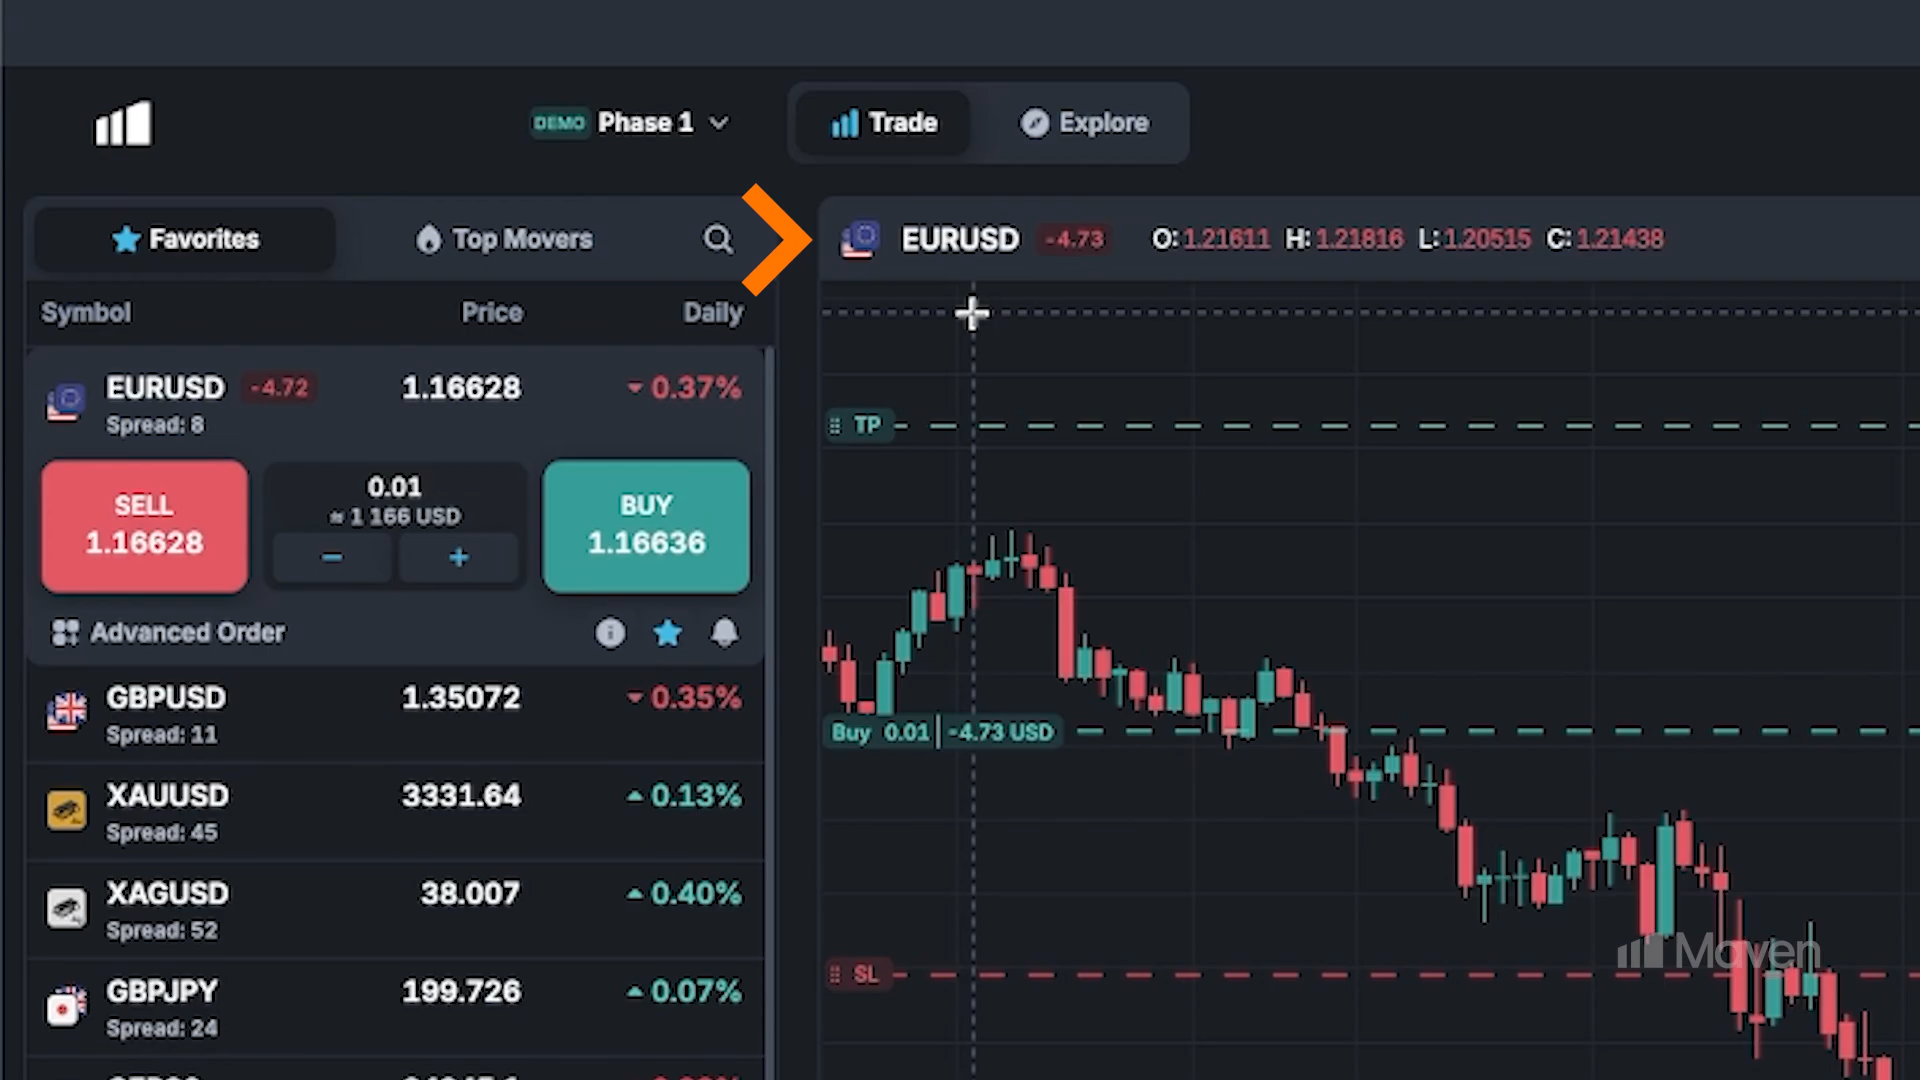 DEMO Phase 1
Trade
Explore
Favorites
Top Movers
EURUSD -4.73 O: 1.21611 H: 1.21816 L: 1.20515 C: 1.21438
Symbol Price Daily
EURUSD -4.72 1.16628 0.37%
Spread: 8
SELL
1.16628
0.01
≈ 1 166 USD
− +
BUY
1.16636
Advanced Order
GBPUSD 1.35072 0.35%
Spread: 11
XAUUSD 3331.64 0.13%
Spread: 45
XAGUSD 38.007 0.40%
Spread: 52
GBPJPY 199.726 0.07%
Spread: 24
TP
Buy 0.01 -4.73 USD
SL
Maven